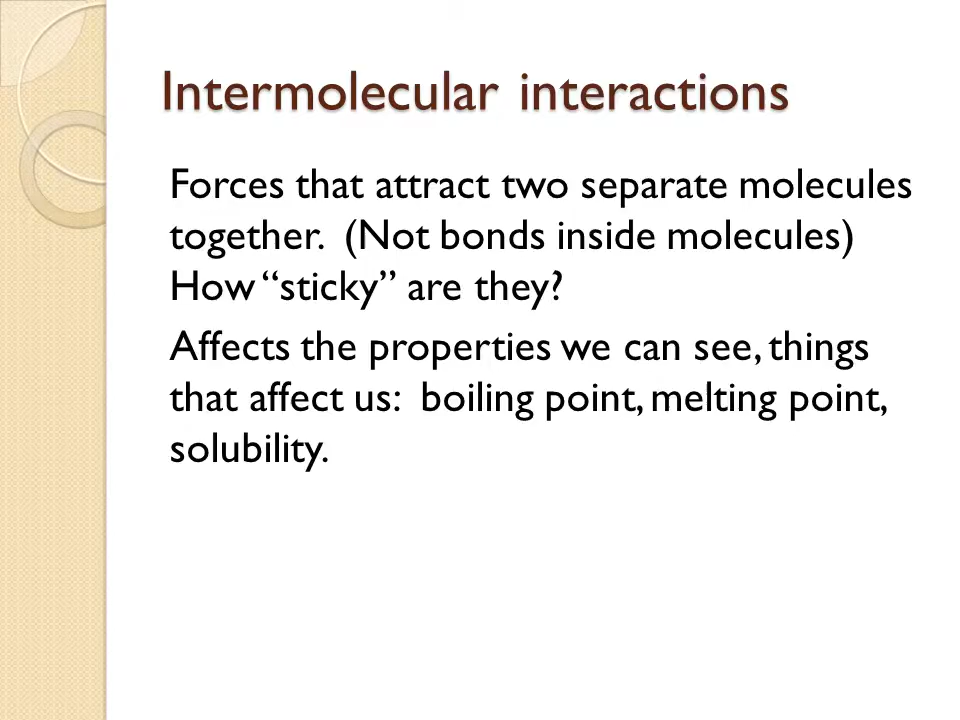 Intermolecular interactions
Forces that attract two separate molecules
together. (Not bonds inside molecules)
How “sticky” are they?
Affects the properties we can see, things
that affect us: boiling point, melting point,
solubility.